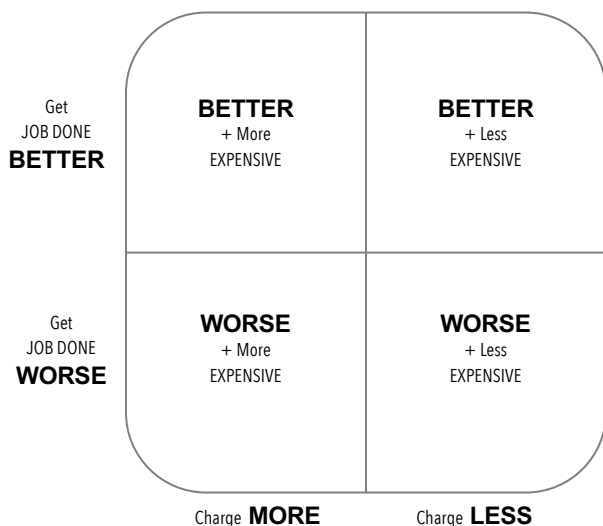 Get
JOB DONE
BETTER
BETTER
+ More
EXPENSIVE
BETTER
+ Less
EXPENSIVE
Get
JOB DONE
WORSE
WORSE
+ More
EXPENSIVE
WORSE
+ Less
EXPENSIVE
Charge MORE
Charge LESS